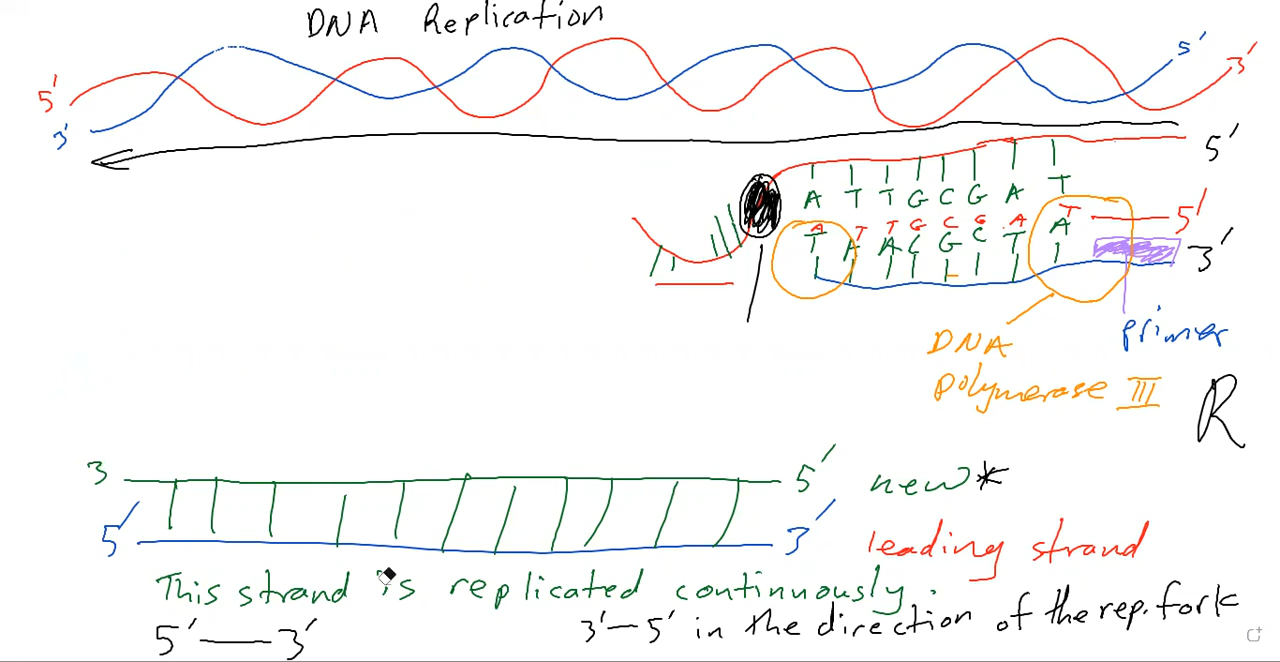 DNA Replication
5' 5' 3'
3'
5'
A T T G C G A T
A T T G C G A T 5'
T A A C G C T A 3'
DNA primer
polymerase III R
3 5' new*
5' 3' leading strand
This strand is replicated continuously.
5' — 3' 3' — 5' in the direction of the rep. fork